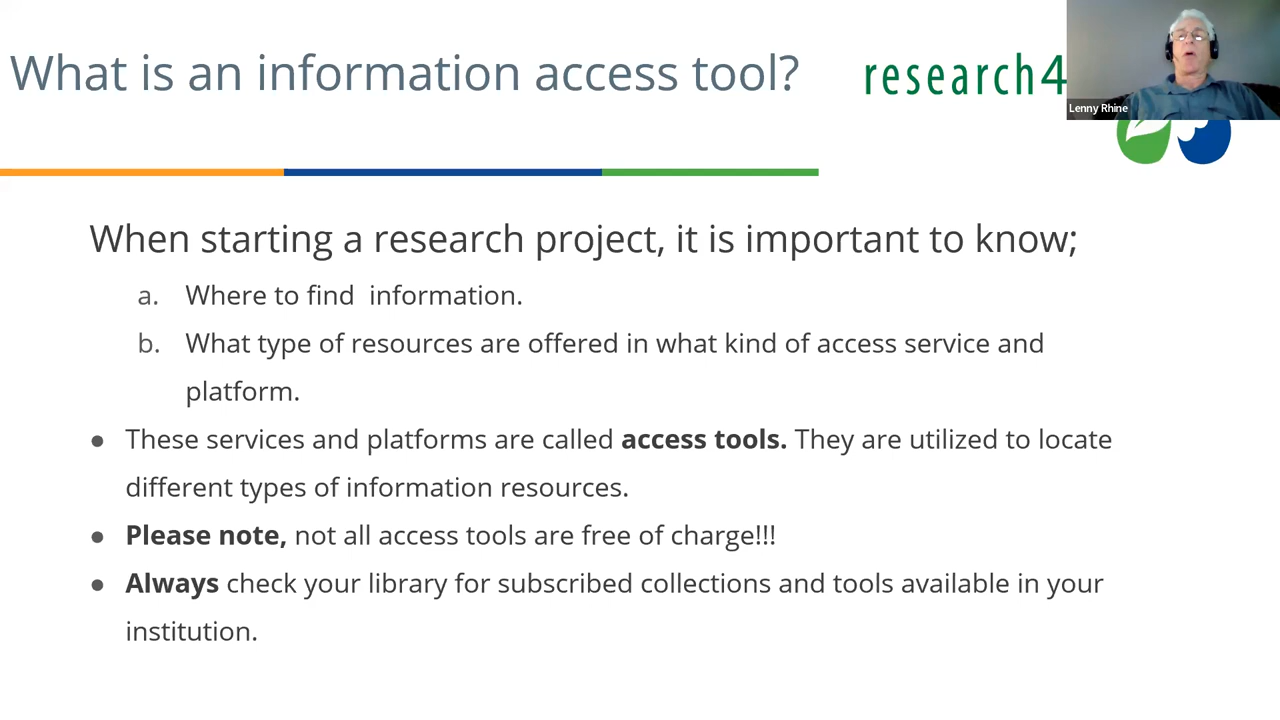 What is an information access tool?
research4
Lenny Rhine
When starting a research project, it is important to know;
a. Where to find information.
b. What type of resources are offered in what kind of access service and
platform.
● These services and platforms are called access tools. They are utilized to locate
different types of information resources.
● Please note, not all access tools are free of charge!!!
● Always check your library for subscribed collections and tools available in your
institution.